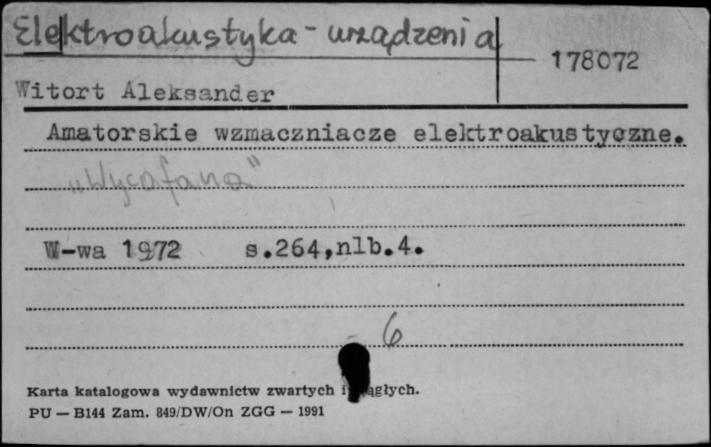 Elektroakustyka - urządzenia
178072
Witort Aleksander
Amatorskie wzmaczniacze elektroakustyczne.
"Wycofana"
W-wa 1972 s.264,nlb.4.
6
Karta katalogowa wydawnictw zwartych i ciągłych.
PU — B144 Zam. 849/DW/On ZGG — 1991